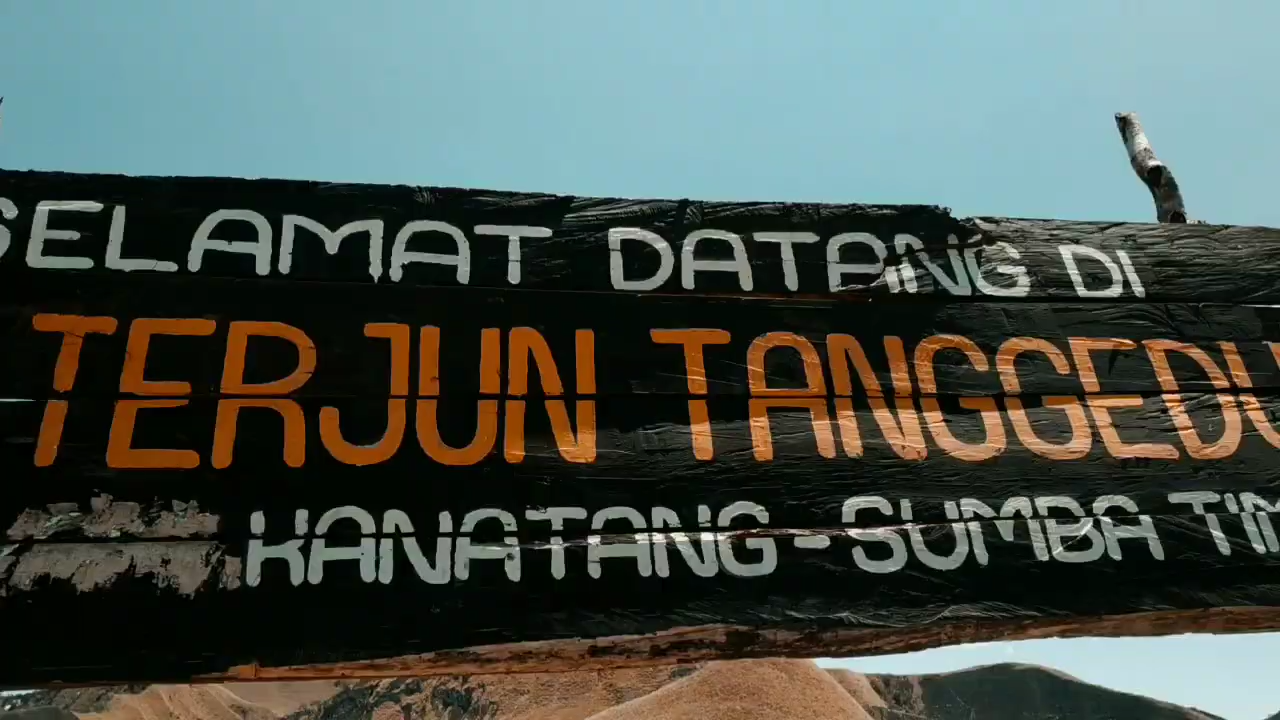 SELAMAT DATANG DI
TERJUN TANGGEDU
KANATANG - SUMBA TIM